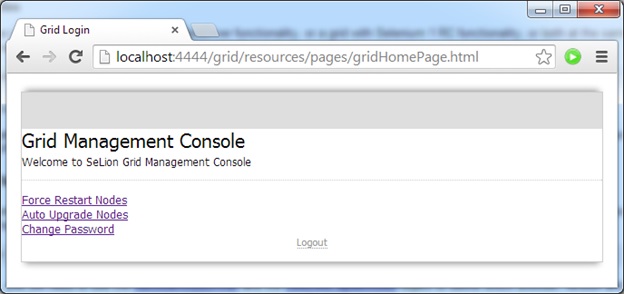 Grid Login
localhost:4444/grid/resources/pages/gridHomePage.html
Grid Management Console
Welcome to SeLion Grid Management Console
Force Restart Nodes
Auto Upgrade Nodes
Change Password
Logout